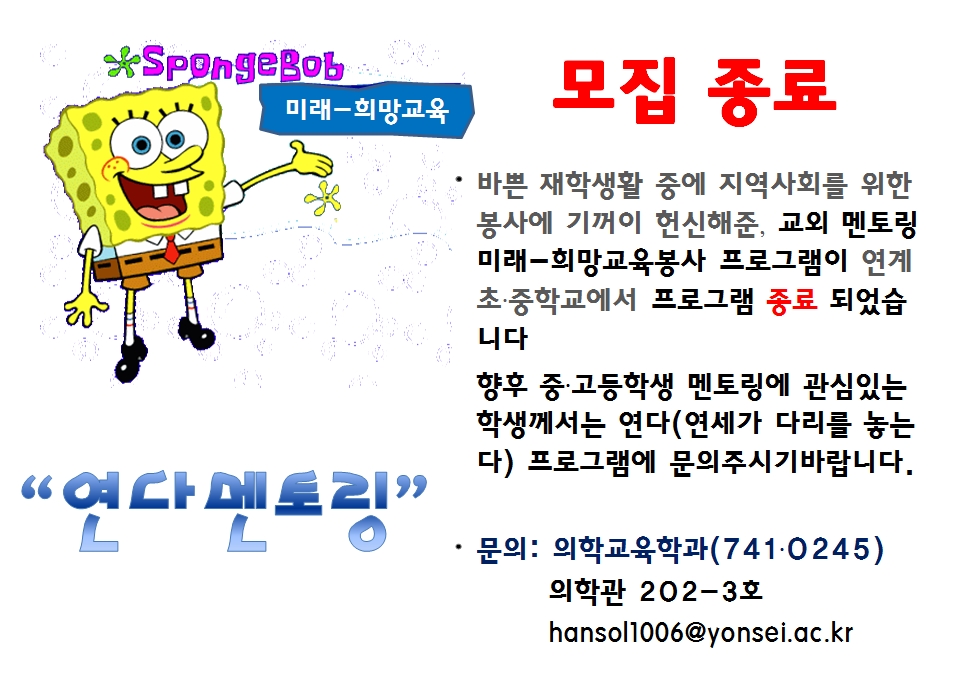 SpongeBob
미래-희망교육
모집 종료
• 바쁜 재학생활 중에 지역사회를 위한
봉사에 기꺼이 헌신해준, 교외 멘토링
미래-희망교육봉사 프로그램이 연계
초·중학교에서 프로그램 종료 되었습
니다
향후 중·고등학생 멘토링에 관심있는
학생께서는 연다(연세가 다리를 놓는
다) 프로그램에 문의주시기바랍니다.
“연다멘토링”
• 문의: 의학교육학과(741·0245)
의학관 202-3호
hansol1006@yonsei.ac.kr